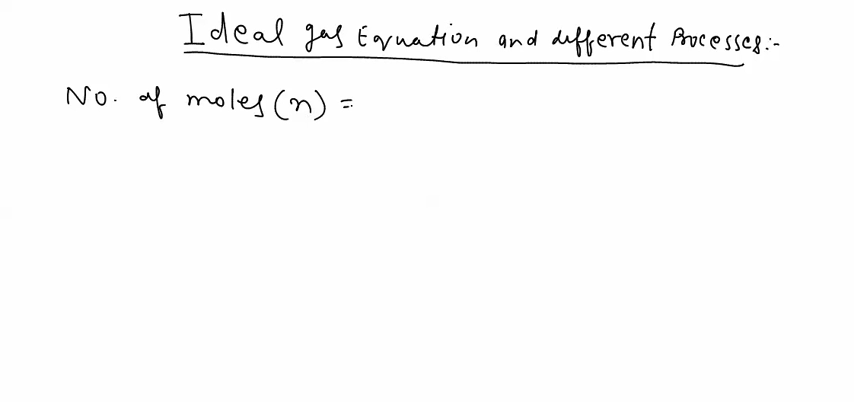 Ideal gas Equation and different Processes:-
No. of moles (n) =